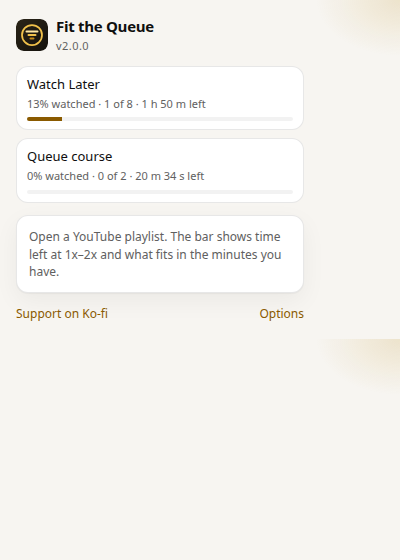 Fit the Queue
v2.0.0
Watch Later
13% watched · 1 of 8 · 1 h 50 m left
Queue course
0% watched · 0 of 2 · 20 m 34 s left
Open a YouTube playlist. The bar shows time
left at 1x–2x and what fits in the minutes you
have.
Support on Ko-fi
Options